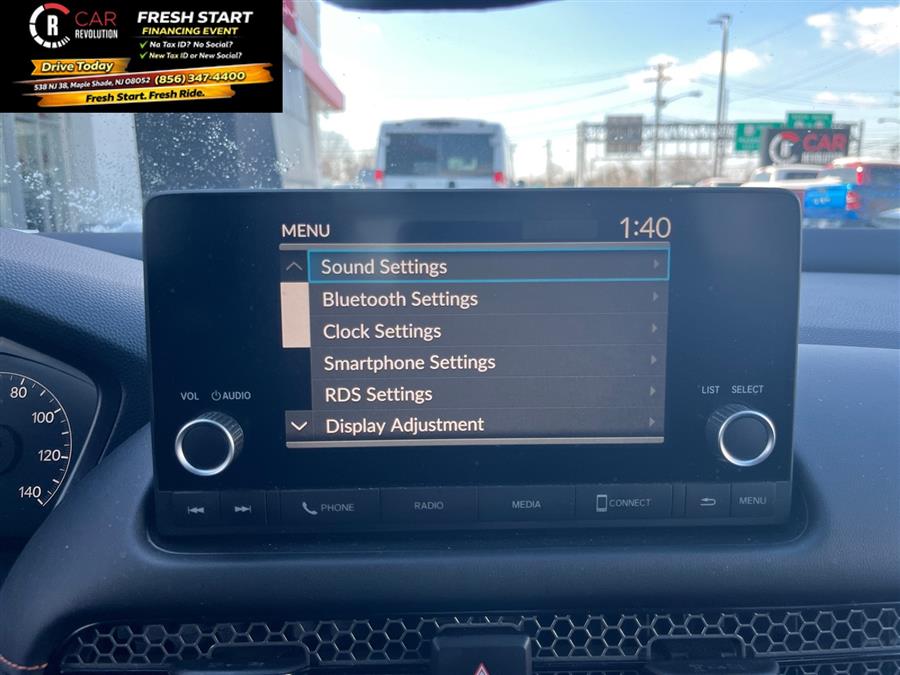 CAR
REVOLUTION
FRESH START
FINANCING EVENT
✓ No Tax ID? No Social?
✓ New Tax ID or New Social?
Drive Today
538 NJ 38, Maple Shade, NJ 08052 (856) 347-4400
Fresh Start. Fresh Ride.
CAR
REVOLUTION
MENU 1:40
Sound Settings
Bluetooth Settings
Clock Settings
Smartphone Settings
RDS Settings
Display Adjustment
VOL AUDIO
LIST SELECT
80
100
120
140
PHONE RADIO MEDIA CONNECT MENU